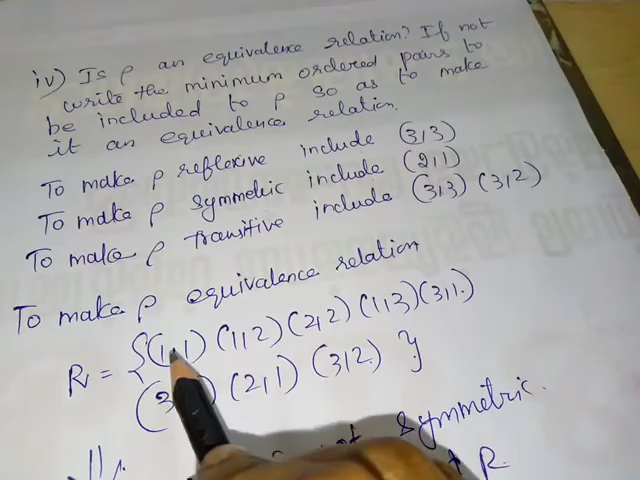 iv) Is ρ an equivalence relation? If not
write the minimum ordered pairs to
be included to ρ so as to make
it an equivalence relation.
To make ρ reflexive include (3,3)
To make ρ symmetric include (2,1)
To make ρ transitive include (3,3) (3,2)
To make ρ equivalence relation
R = {(1,1) (1,2) (2,2) (1,3) (3,1)
(3 ) (2,1) (3,2) }
symmetric.
R